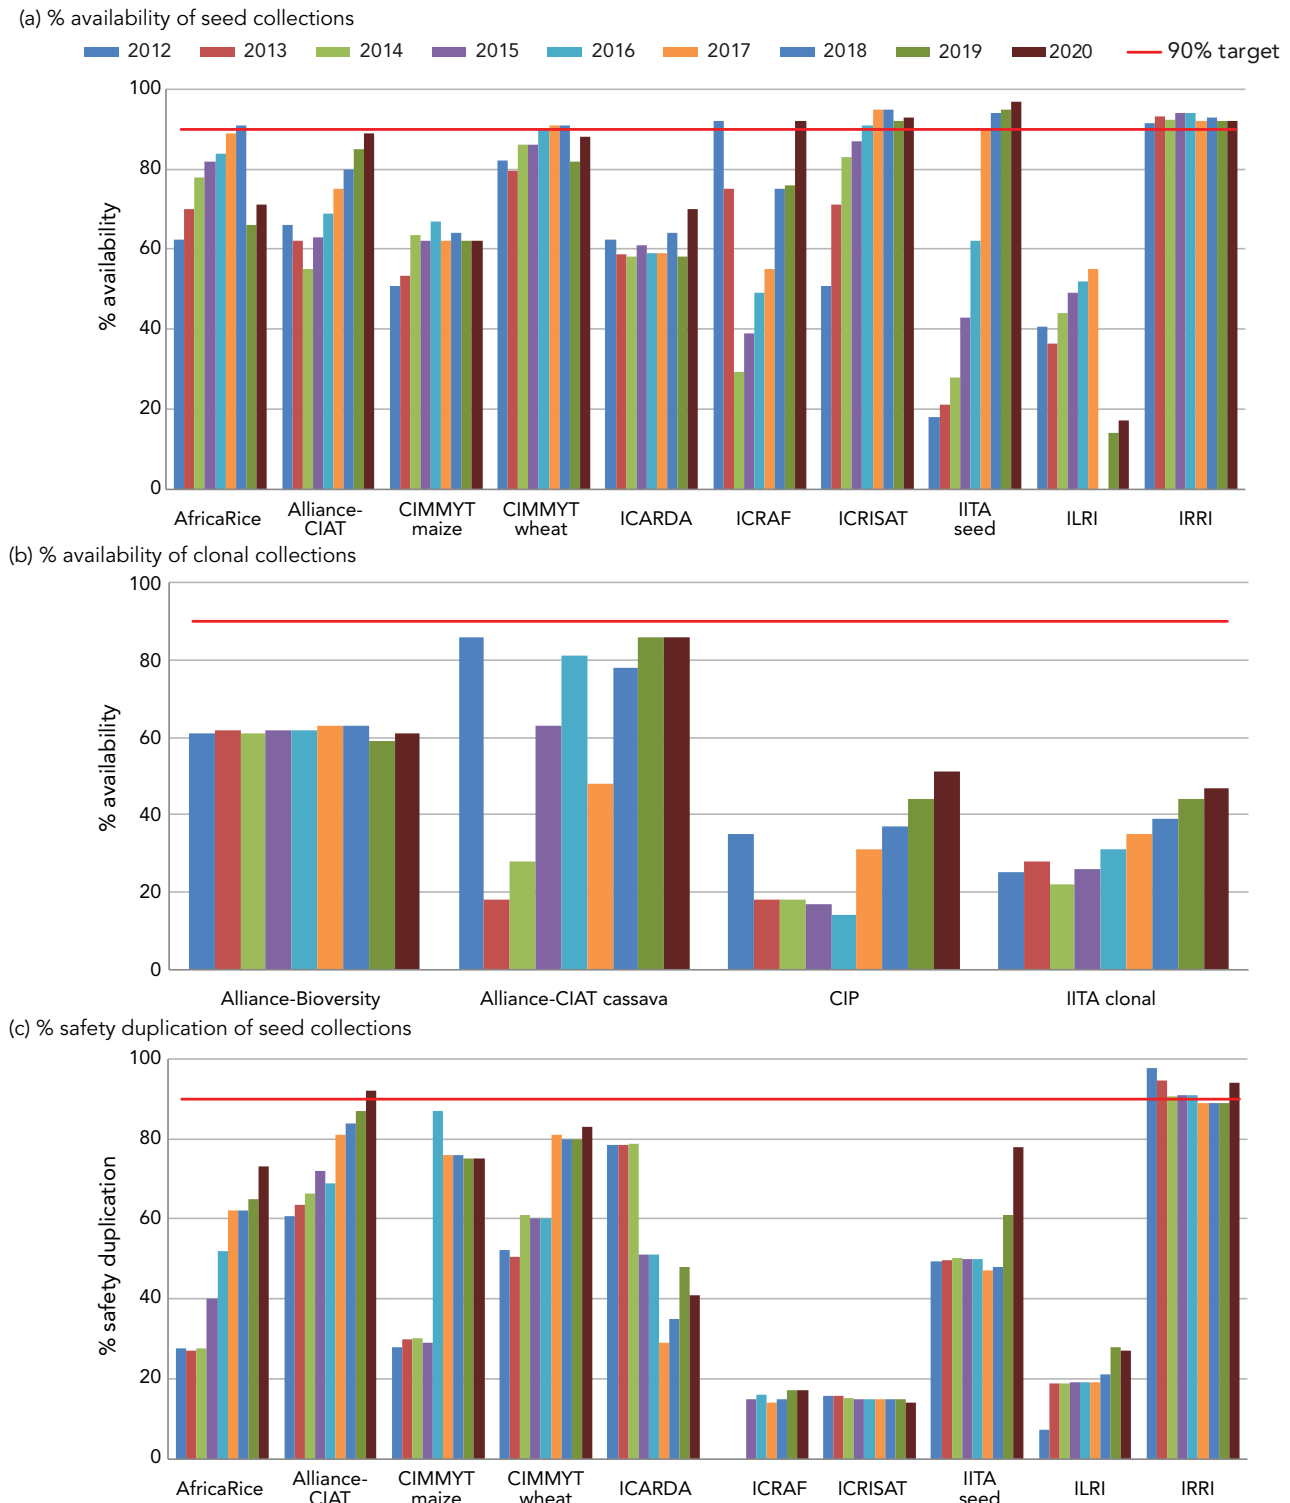 (a) % availability of seed collections
2012 2013 2014 2015 2016 2017 2018 2019 2020 90% target
100
80
60
40
20
0
% availability
AfricaRice Alliance-CIAT CIMMYT maize CIMMYT wheat ICARDA ICRAF ICRISAT IITA seed ILRI IRRI
(b) % availability of clonal collections
100
80
60
40
20
0
% availability
Alliance-Bioversity Alliance-CIAT cassava CIP IITA clonal
(c) % safety duplication of seed collections
100
80
60
40
20
0
% safety duplication
AfricaRice Alliance-CIAT CIMMYT maize CIMMYT wheat ICARDA ICRAF ICRISAT IITA seed ILRI IRRI